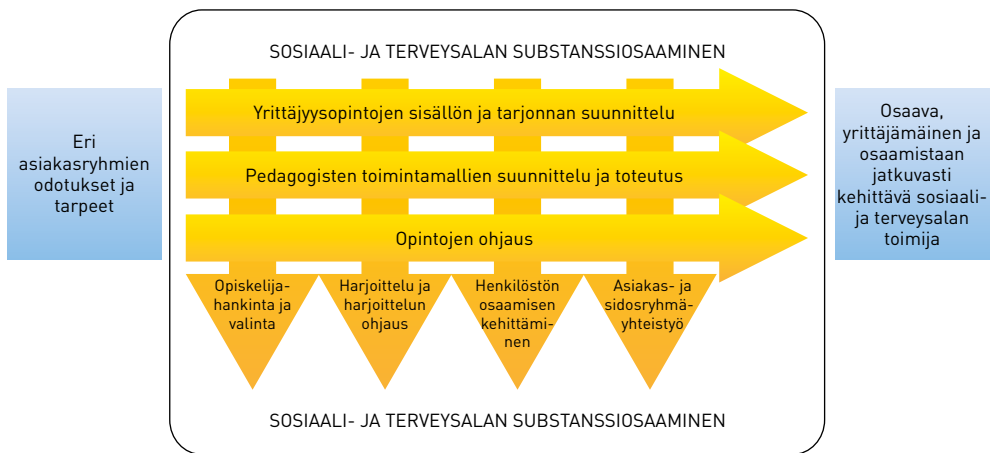 SOSIAALI- JA TERVEYSALAN SUBSTANSSIOSAAMINEN
Eri
asiakasryhmien
odotukset ja
tarpeet
Yrittäjyysopintojen sisällön ja tarjonnan suunnittelu
Pedagogisten toimintamallien suunnittelu ja toteutus
Opintojen ohjaus
Opiskelija-
hankinta ja
valinta
Harjoittelu ja
harjoittelun
ohjaus
Henkilöstön
osaamisen
kehittämi-
nen
Asiakas- ja
sidosryhmä-
yhteistyö
Osaava,
yrittäjämäinen ja
osaamistaan
jatkuvasti
kehittävä sosiaali-
ja terveysalan
toimija
SOSIAALI- JA TERVEYSALAN SUBSTANSSIOSAAMINEN